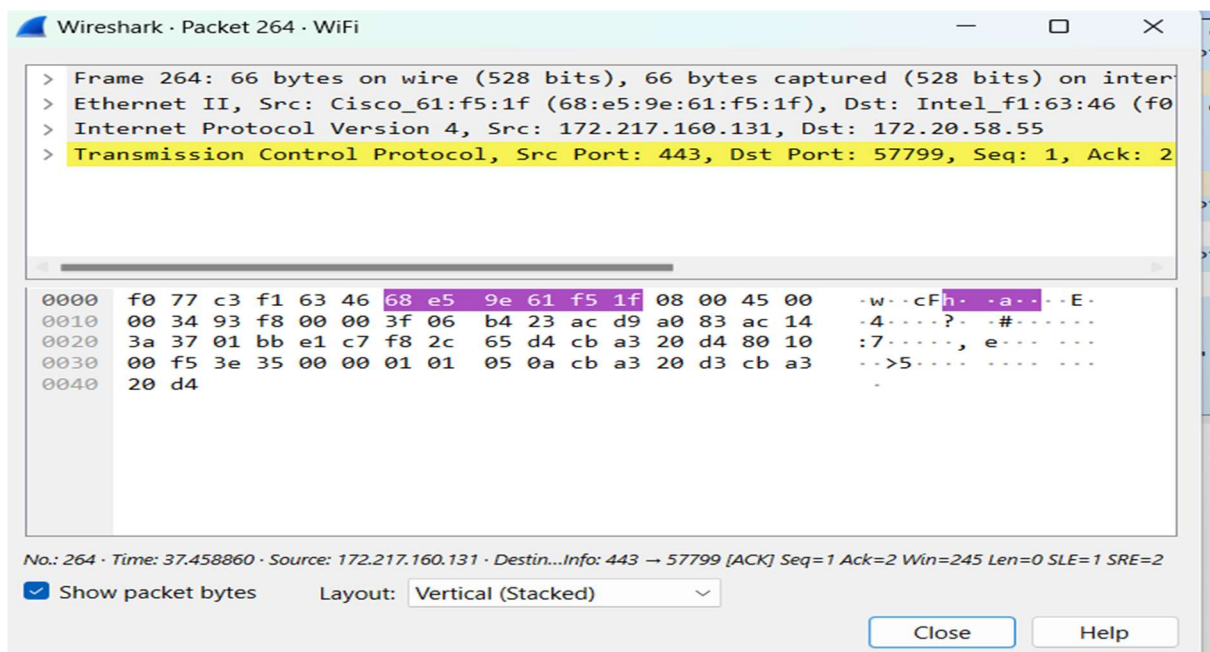 Wireshark · Packet 264 · WiFi
> Frame 264: 66 bytes on wire (528 bits), 66 bytes captured (528 bits) on inter
> Ethernet II, Src: Cisco_61:f5:1f (68:e5:9e:61:f5:1f), Dst: Intel_f1:63:46 (f0
> Internet Protocol Version 4, Src: 172.217.160.131, Dst: 172.20.58.55
> Transmission Control Protocol, Src Port: 443, Dst Port: 57799, Seq: 1, Ack: 2
0000 f0 77 c3 f1 63 46 68 e5 9e 61 f5 1f 08 00 45 00 ·w··cFh· ·a····E·
0010 00 34 93 f8 00 00 3f 06 b4 23 ac d9 a0 83 ac 14 ·4····?· ·#······
0020 3a 37 01 bb e1 c7 f8 2c 65 d4 cb a3 20 d4 80 10 :7·····, e··· ···
0030 00 f5 3e 35 00 00 01 01 05 0a cb a3 20 d3 cb a3 ··>5···· ···· ···
0040 20 d4 ·
No.: 264 · Time: 37.458860 · Source: 172.217.160.131 · Destin...Info: 443 → 57799 [ACK] Seq=1 Ack=2 Win=245 Len=0 SLE=1 SRE=2
Show packet bytes Layout: Vertical (Stacked)
Close Help